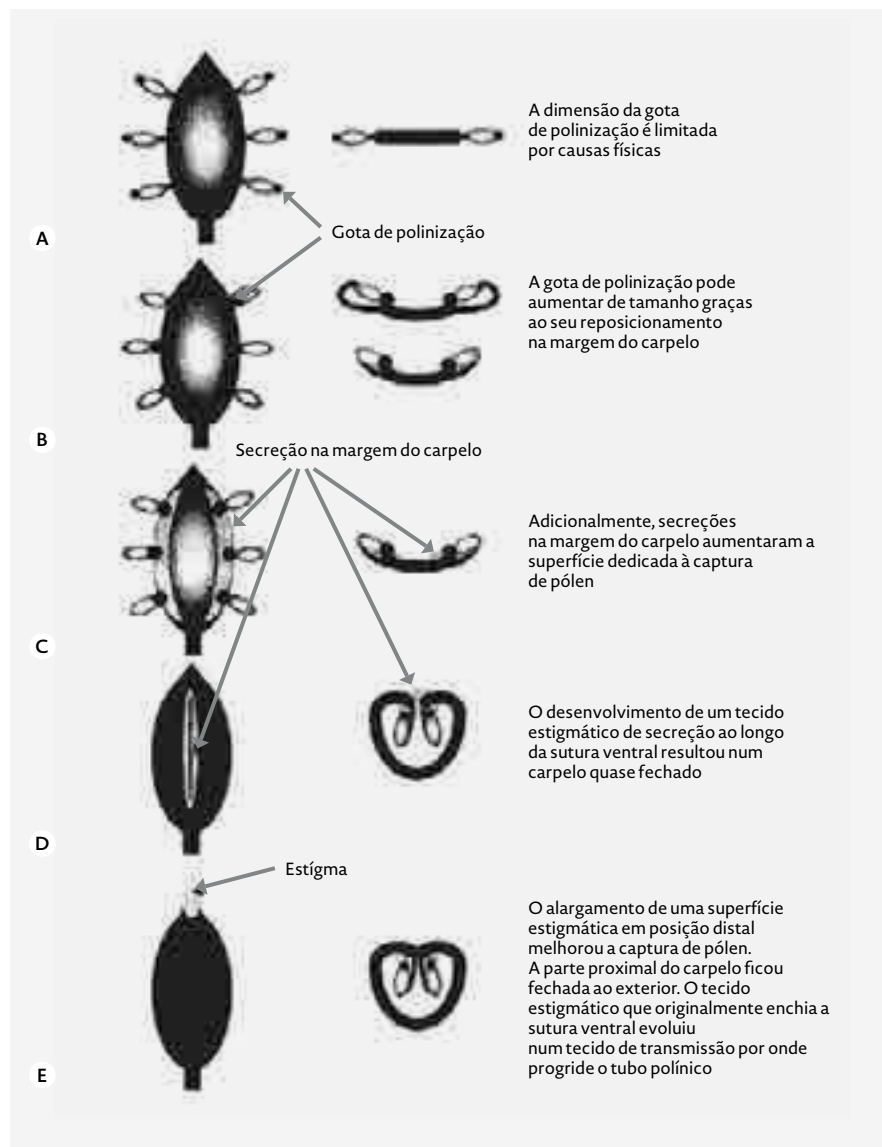 A dimensão da gota
de polinização é limitada
por causas físicas
Gota de polinização
A
A gota de polinização pode
aumentar de tamanho graças
ao seu reposicionamento
na margem do carpelo
B
Secreção na margem do carpelo
Adicionalmente, secreções
na margem do carpelo aumentaram a
superfície dedicada à captura
de pólen
C
O desenvolvimento de um tecido
estigmático de secreção ao longo
da sutura ventral resultou num
carpelo quase fechado
D
Estígma
O alargamento de uma superfície
estigmática em posição distal
melhorou a captura de pólen.
A parte proximal do carpelo ficou
fechada ao exterior. O tecido
estigmático que originalmente enchia a
sutura ventral evoluiu
num tecido de transmissão por onde
progride o tubo polínico
E